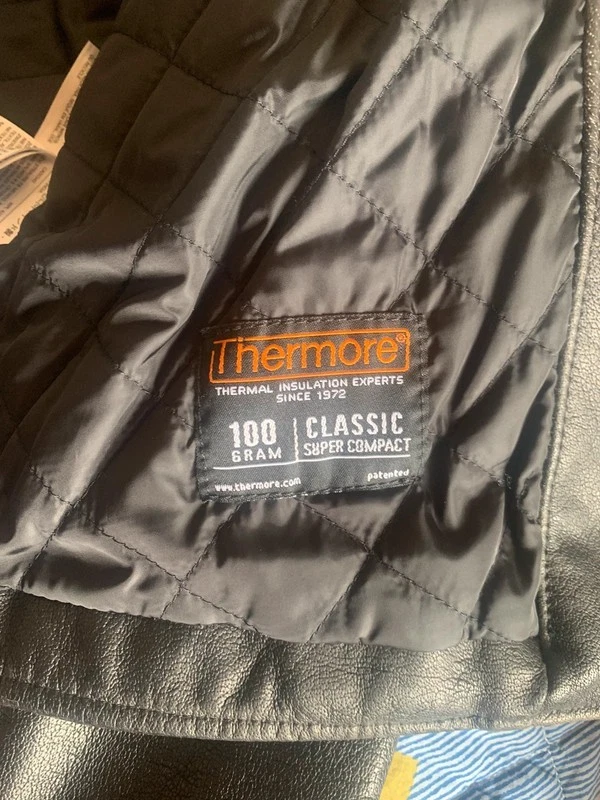 Thermore®
THERMAL INSULATION EXPERTS
SINCE 1972
100 CLASSIC
GRAM SUPER COMPACT
www.thermore.com patented